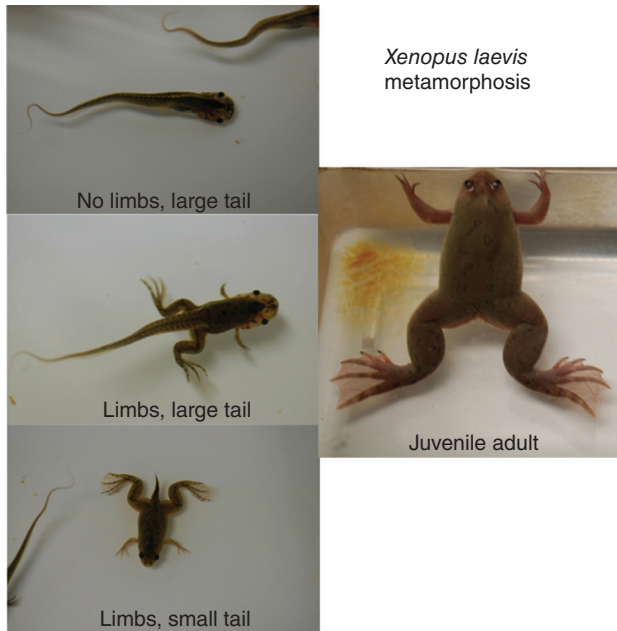 Xenopus laevis
metamorphosis
No limbs, large tail
Limbs, large tail
Limbs, small tail
Juvenile adult